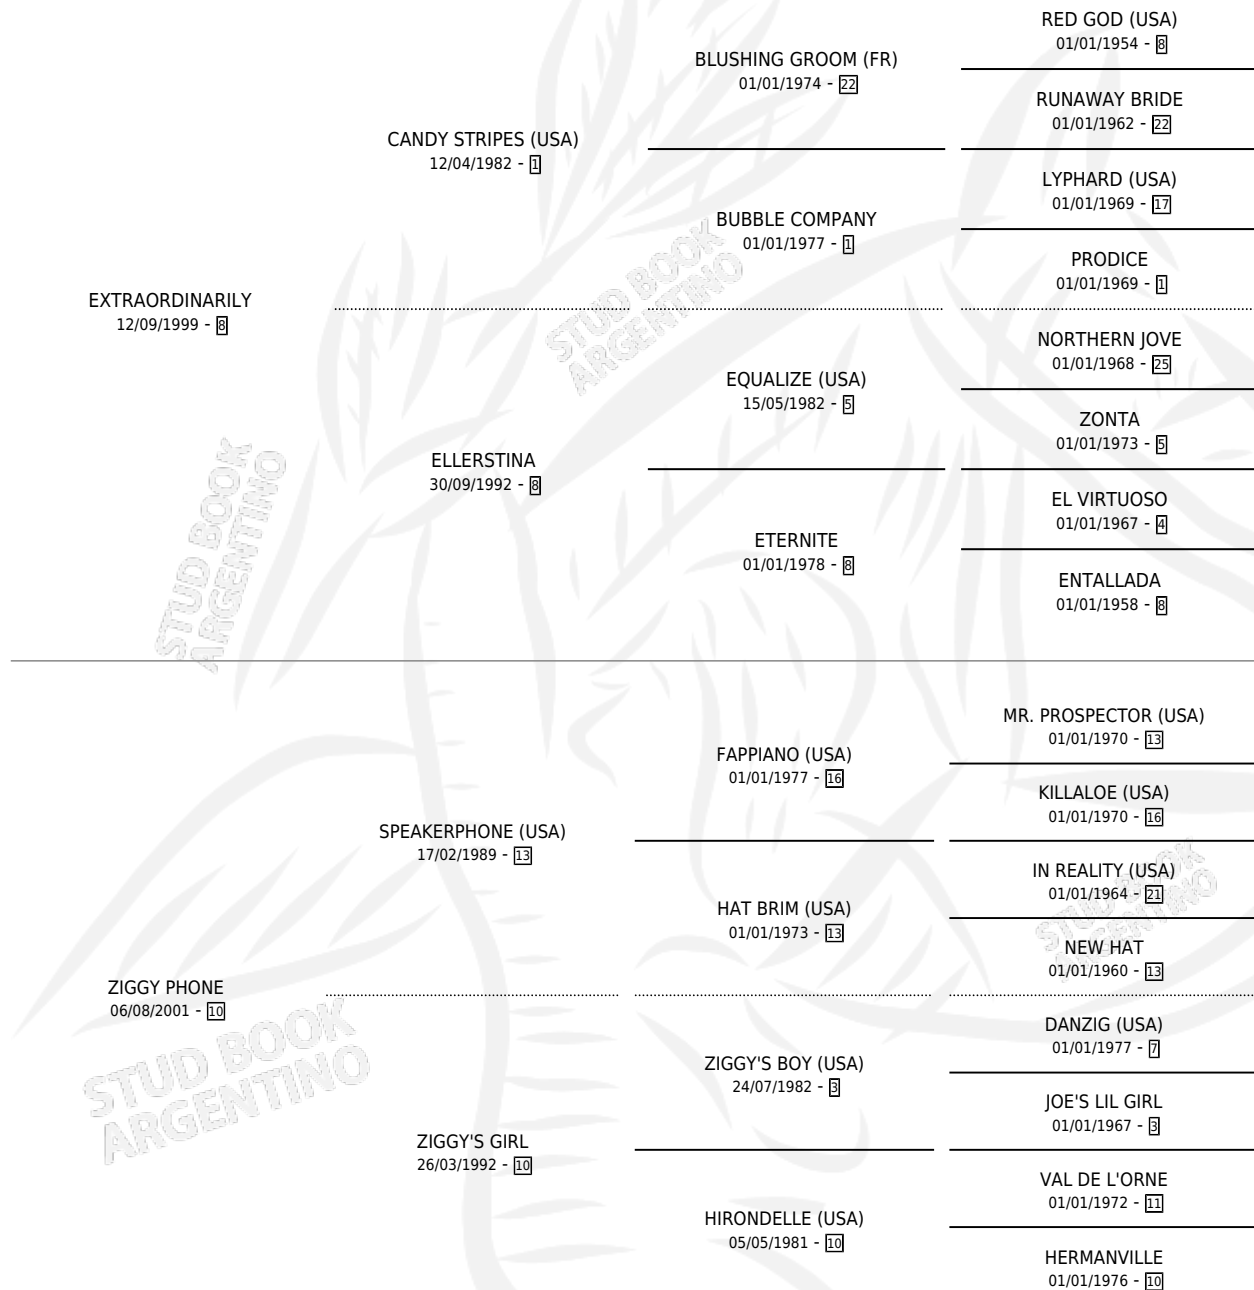 RED GOD (USA)
01/01/1954 - 8
BLUSHING GROOM (FR)
01/01/1974 - 22
RUNAWAY BRIDE
01/01/1962 - 22
CANDY STRIPES (USA)
12/04/1982 - 1
LYPHARD (USA)
01/01/1969 - 17
BUBBLE COMPANY
01/01/1977 - 1
PRODICE
01/01/1969 - 1
EXTRAORDINARILY
12/09/1999 - 8
STUD BOOK
ARGENTINO
NORTHERN JOVE
01/01/1968 - 25
EQUALIZE (USA)
15/05/1982 - 5
ZONTA
01/01/1973 - 5
ELLERSTINA
30/09/1992 - 8
EL VIRTUOSO
01/01/1967 - 4
ETERNITE
01/01/1978 - 8
ENTALLADA
01/01/1958 - 8
STUD BOOK
ARGENTINO
MR. PROSPECTOR (USA)
01/01/1970 - 13
FAPPIANO (USA)
01/01/1977 - 16
KILLALOE (USA)
01/01/1970 - 16
SPEAKERPHONE (USA)
17/02/1989 - 13
IN REALITY (USA)
01/01/1964 - 21
HAT BRIM (USA)
01/01/1973 - 13
NEW HAT
01/01/1960 - 13
STUD BOOK
ARGENTINO
ZIGGY PHONE
06/08/2001 - 10
STUD BOOK
ARGENTINO
DANZIG (USA)
01/01/1977 - 7
ZIGGY'S BOY (USA)
24/07/1982 - 3
JOE'S LIL GIRL
01/01/1967 - 3
ZIGGY'S GIRL
26/03/1992 - 10
VAL DE L'ORNE
01/01/1972 - 11
HIRONDELLE (USA)
05/05/1981 - 10
HERMANVILLE
01/01/1976 - 10